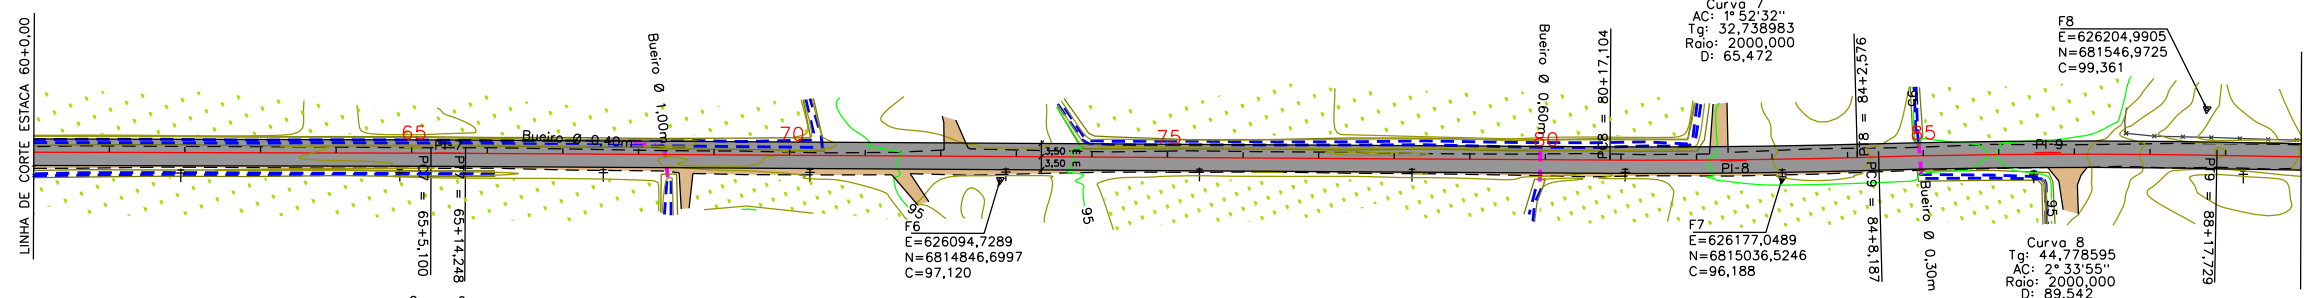 LINHA DE CORTE ESTACA 60+0,00
65
PI-7
PC7 = 65+5,100
PT7 = 65+14,248
Bueiro Ø 0,40m
Bueiro Ø 1,00m
70
95
F6
E=626094,7289
N=6814846,6997
C=97,120
3,50 m
3,50 m
95
75
Bueiro Ø 0,60m
80
PC8 = 80+17,104
Curva 7
AC: 1° 52'32"
Tg: 32,738983
Raio: 2000,000
D: 65,472
PI-8
F7
E=626177,0489
N=6815036,5246
C=96,188
PT8 = 84+2,576
PC9 = 84+8,187
95
85
Bueiro Ø 0,30m
PI-9
95
Curva 8
Tg: 44,778595
AC: 2° 33'55"
Raio: 2000,000
D: 89,542
F8
E=626204,9905
N=681546,9725
C=99,361
PT9 = 88+17,729